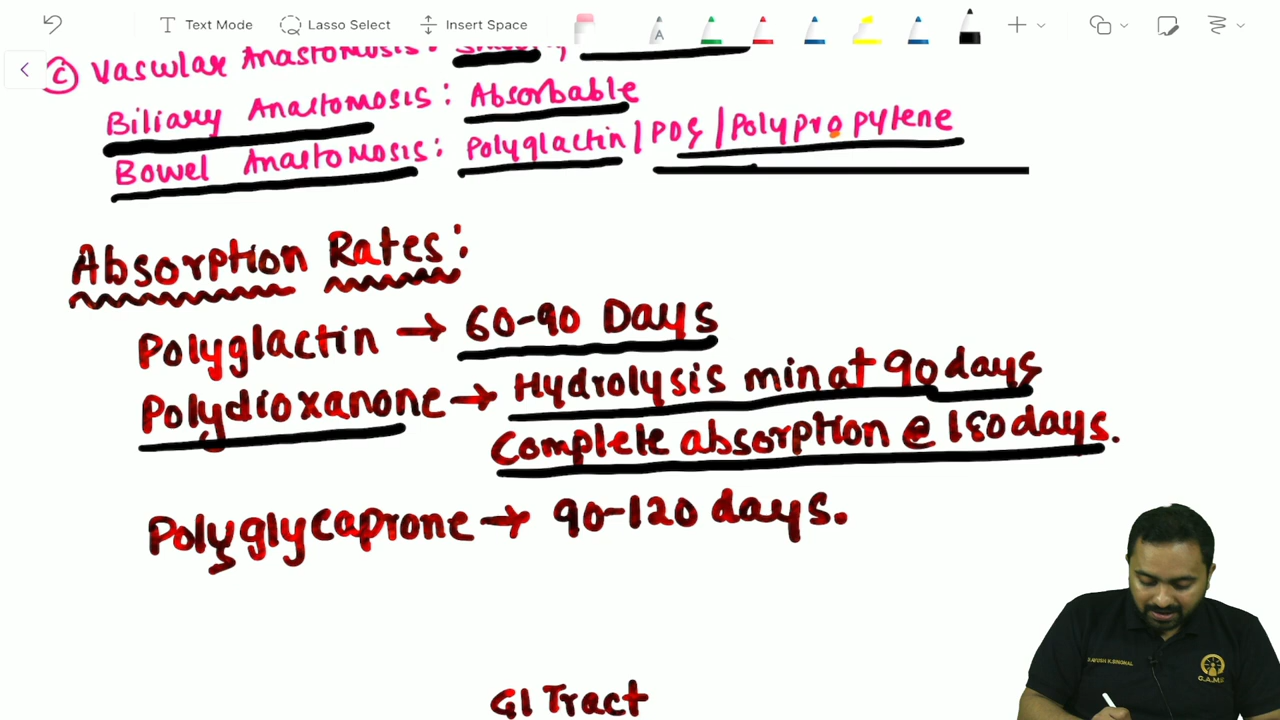 Text Mode Lasso Select Insert Space
A
C Vascular Anastomosis:
Biliary Anastomosis: Absorbable
Bowel Anastomosis: Polyglactin / PDS / Polypropylene
Absorption Rates:
Polyglactin → 60-90 Days
Polydioxanone → Hydrolysis min at 90 days
Complete absorption @ 180 days.
Polyglycaprone → 90-120 days.
GI Tract